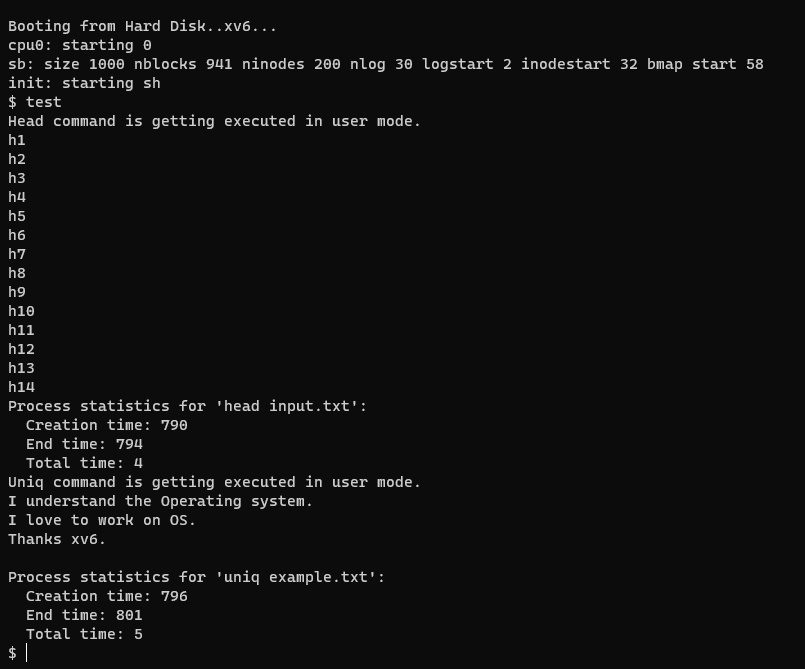 Booting from Hard Disk..xv6...
cpu0: starting 0
sb: size 1000 nblocks 941 ninodes 200 nlog 30 logstart 2 inodestart 32 bmap start 58
init: starting sh
$ test
Head command is getting executed in user mode.
h1
h2
h3
h4
h5
h6
h7
h8
h9
h10
h11
h12
h13
h14
Process statistics for 'head input.txt':
  Creation time: 790
  End time: 794
  Total time: 4
Uniq command is getting executed in user mode.
I understand the Operating system.
I love to work on OS.
Thanks xv6.

Process statistics for 'uniq example.txt':
  Creation time: 796
  End time: 801
  Total time: 5
$